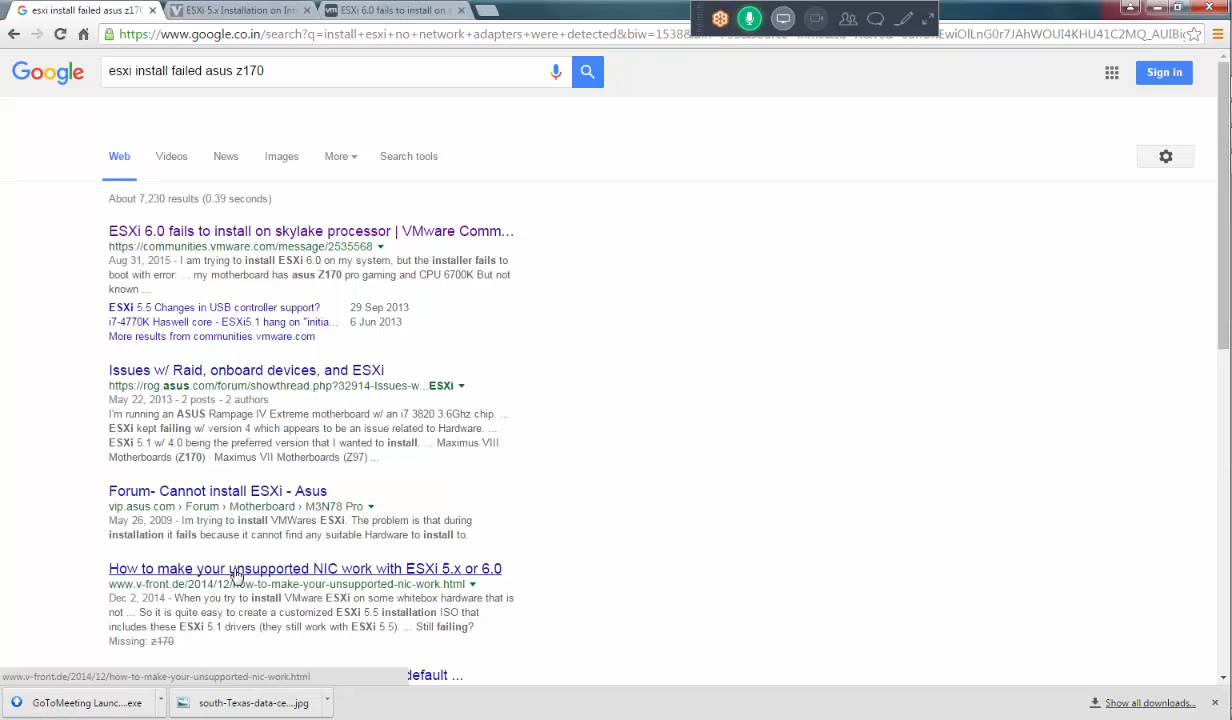 esxi install failed asus z170
ESXi 5.x Installation on Int
ESXi 6.0 fails to install on
https://www.google.co.in/search?q=install+esxi+no+network+adapters+were+detected&biw=1538&bi
Google
esxi install failed asus z170
Sign in
Web
Videos
News
Images
More
Search tools
About 7,230 results (0.39 seconds)
ESXi 6.0 fails to install on skylake processor | VMware Comm...
https://communities.vmware.com/message/2535568
Aug 31, 2015 - I am trying to install ESXi 6.0 on my system, but the installer fails to
boot with error: ... my motherboard has asus Z170 pro gaming and CPU 6700K But not
known ...
ESXi 5.5 Changes in USB controller support? 29 Sep 2013
i7-4770K Haswell core - ESXi5.1 hang on "initia... 6 Jun 2013
More results from communities.vmware.com
Issues w/ Raid, onboard devices, and ESXi
https://rog.asus.com/forum/showthread.php?32914-Issues-w...ESXi
May 22, 2013 - 2 posts - 2 authors
I'm running an ASUS Rampage IV Extreme motherboard w/ an i7 3820 3.6Ghz chip. ...
ESXi kept failing w/ version 4 which appears to be an issue related to Hardware. ...
ESXi 5.1 w/ 4.0 being the preferred version that I wanted to install. ... Maximus VIII
Motherboards (Z170) · Maximus VII Motherboards (Z97) ...
Forum- Cannot install ESXi - Asus
vip.asus.com › Forum › Motherboard › M3N78 Pro
May 26, 2009 - Im trying to install VMWares ESXi. The problem is that during
installation it fails because it cannot find any suitable Hardware to install to.
How to make your unsupported NIC work with ESXi 5.x or 6.0
www.v-front.de/2014/12/how-to-make-your-unsupported-nic-work.html
Dec 2, 2014 - When you try to install VMware ESXi on some whitebox hardware that is
not ... So it is quite easy to create a customized ESXi 5.5 installation ISO that
includes these ESXi 5.1 drivers (they still work with ESXi 5.5). ... Still failing?
Missing: z170
default ...
www.v-front.de/2014/12/how-to-make-your-unsupported-nic-work.html
GoToMeeting Launc....exe
south-Texas-data-ce....jpg
Show all downloads...